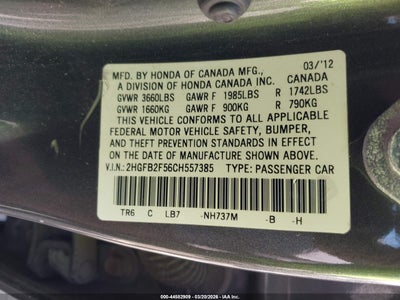 03/'12
MFD. BY HONDA OF CANADA MFG., CANADA
A DIVISION OF HONDA CANADA INC.
GVWR 3660LBS GAWR F 1985LBS R 1742LBS
GVWR 1660KG GAWR F 900KG R 790KG
THIS VEHICLE CONFORMS TO ALL APPLICABLE
FEDERAL MOTOR VEHICLE SAFETY, BUMPER,
AND THEFT PREVENTION STANDARDS IN EFFECT
ON THE DATE OF MANUFACTURE SHOWN ABOVE.
V.I.N.: 2HGFB2F56CH557385 TYPE: PASSENGER CAR
TR6 C LB7 -NH737M -B -H
000-44552909 - 03/20/2026 - IAAI.COM